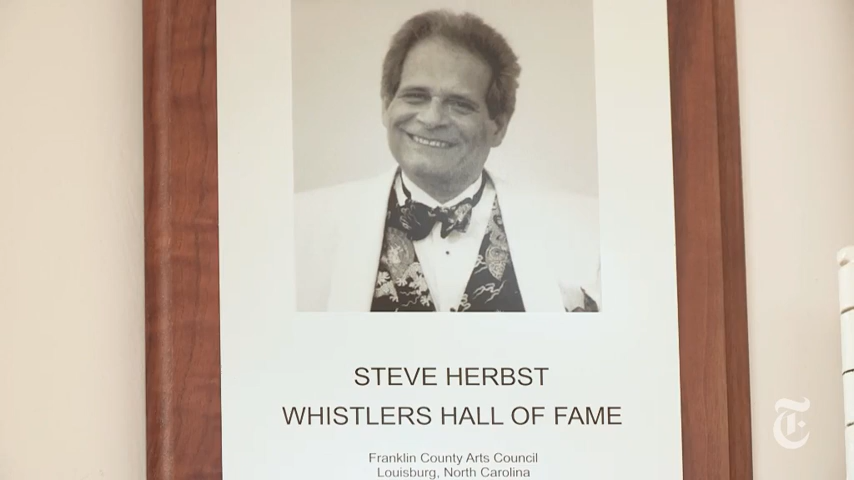 STEVE HERBST
WHISTLERS HALL OF FAME
Franklin County Arts Council
Louisburg, North Carolina
T